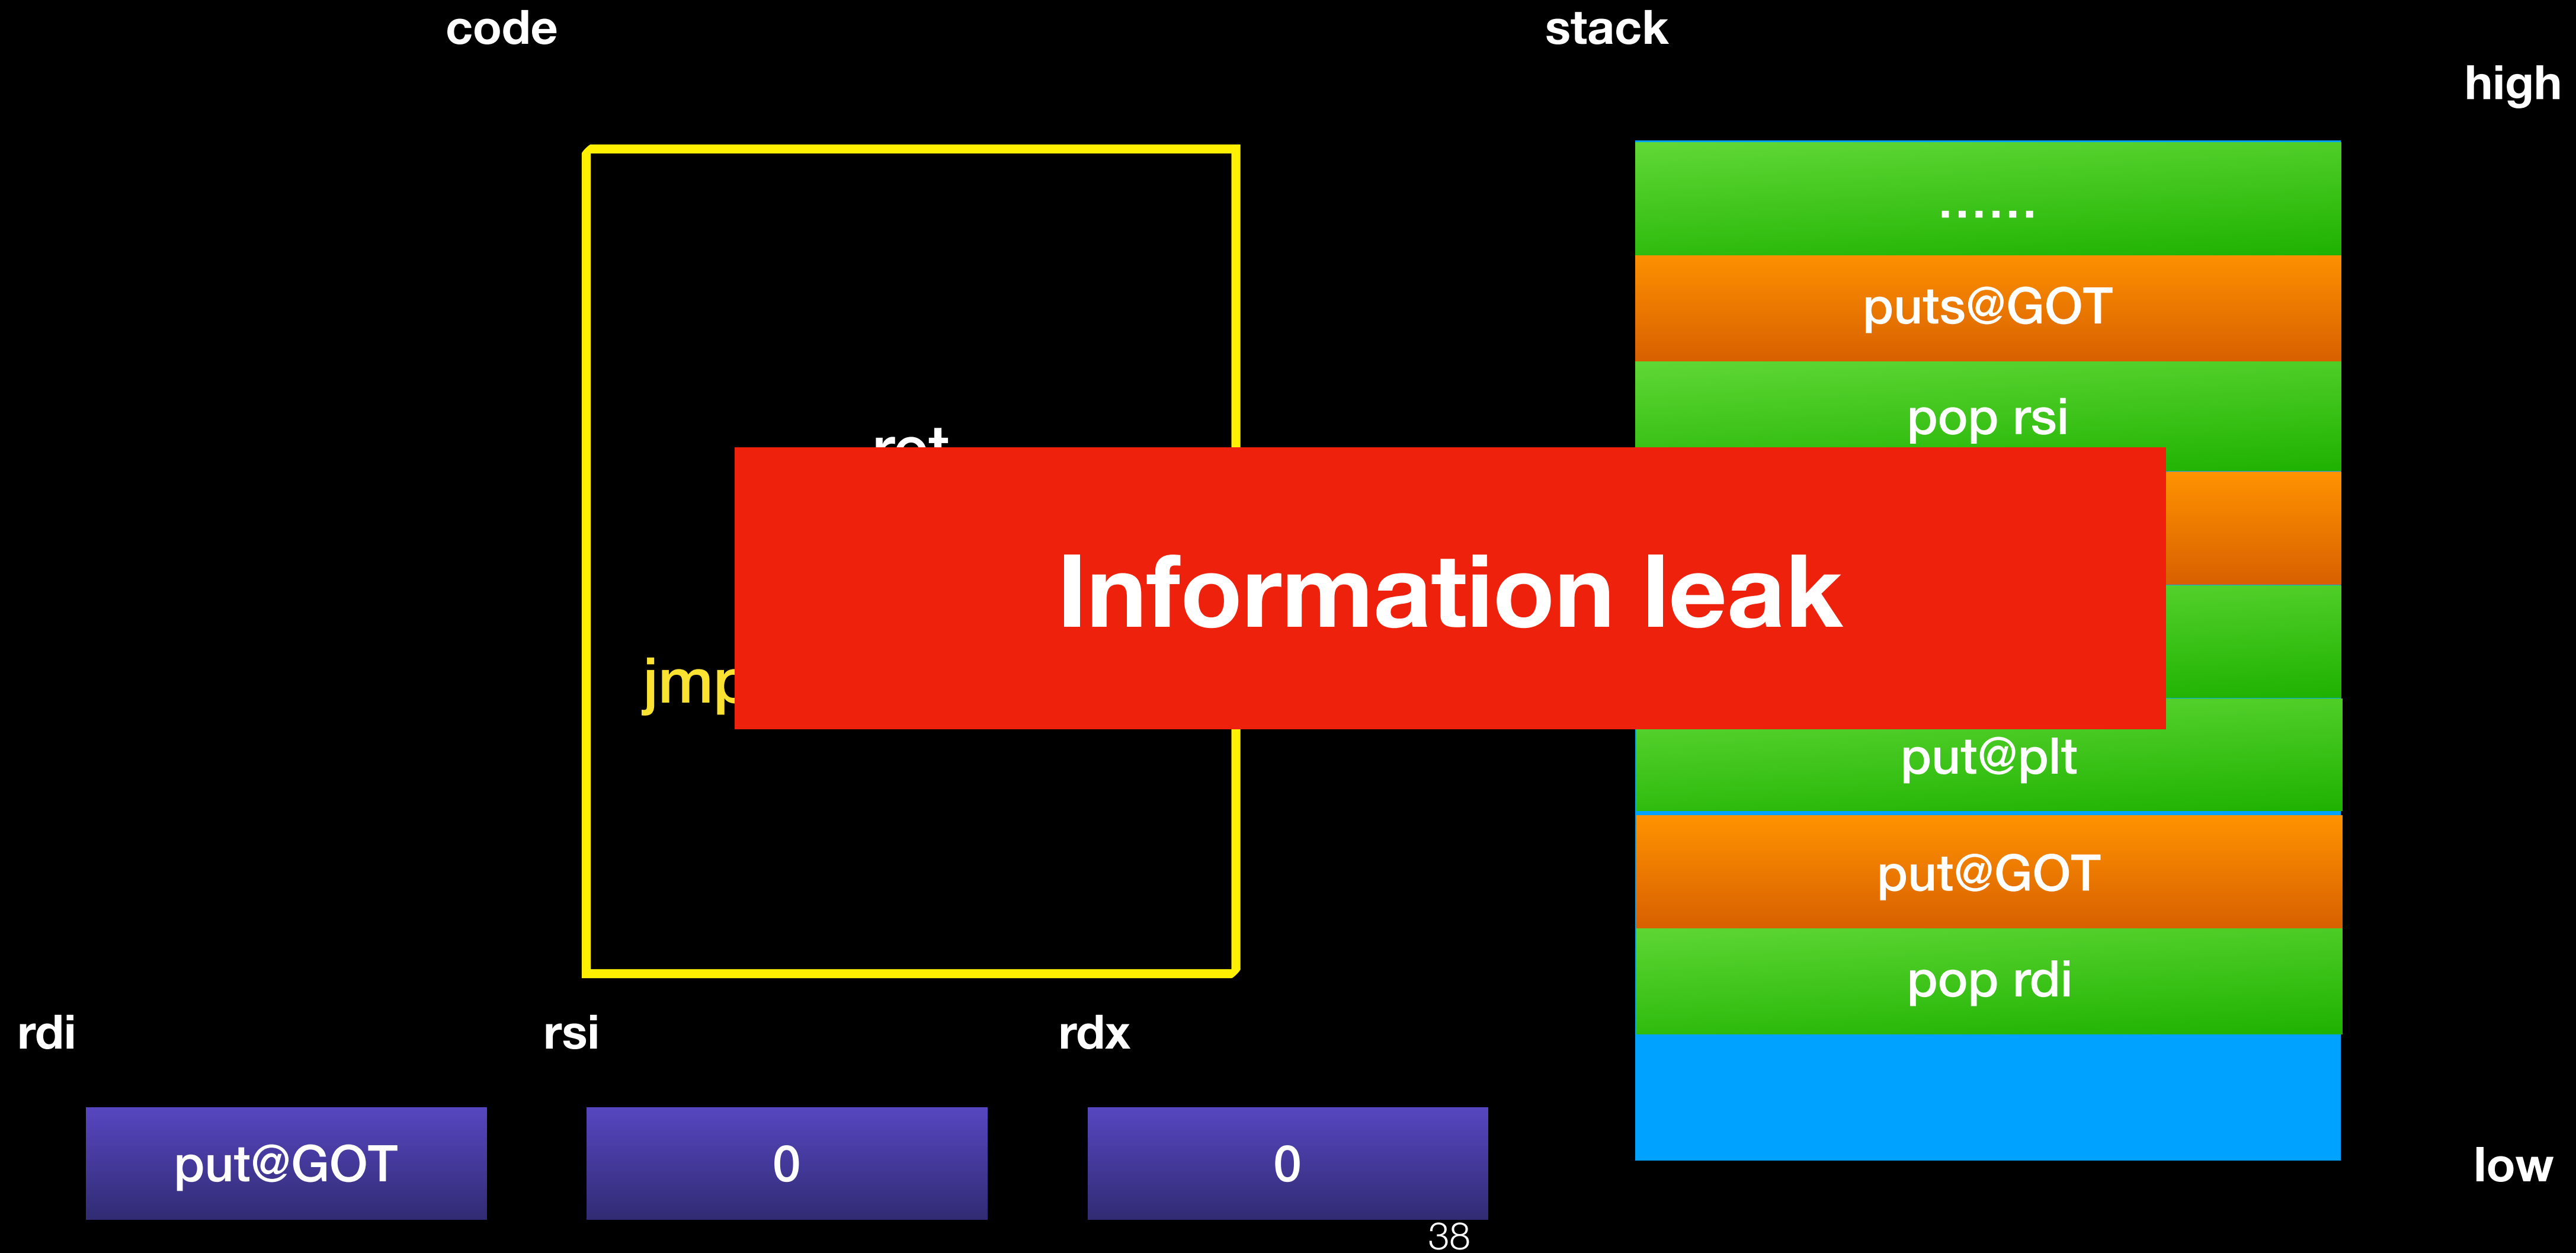 code
stack
high
......
puts@GOT
pop rsi
Information leak
put@plt
put@GOT
pop rdi
rdi
rsi
rdx
put@GOT
0
0
low
38